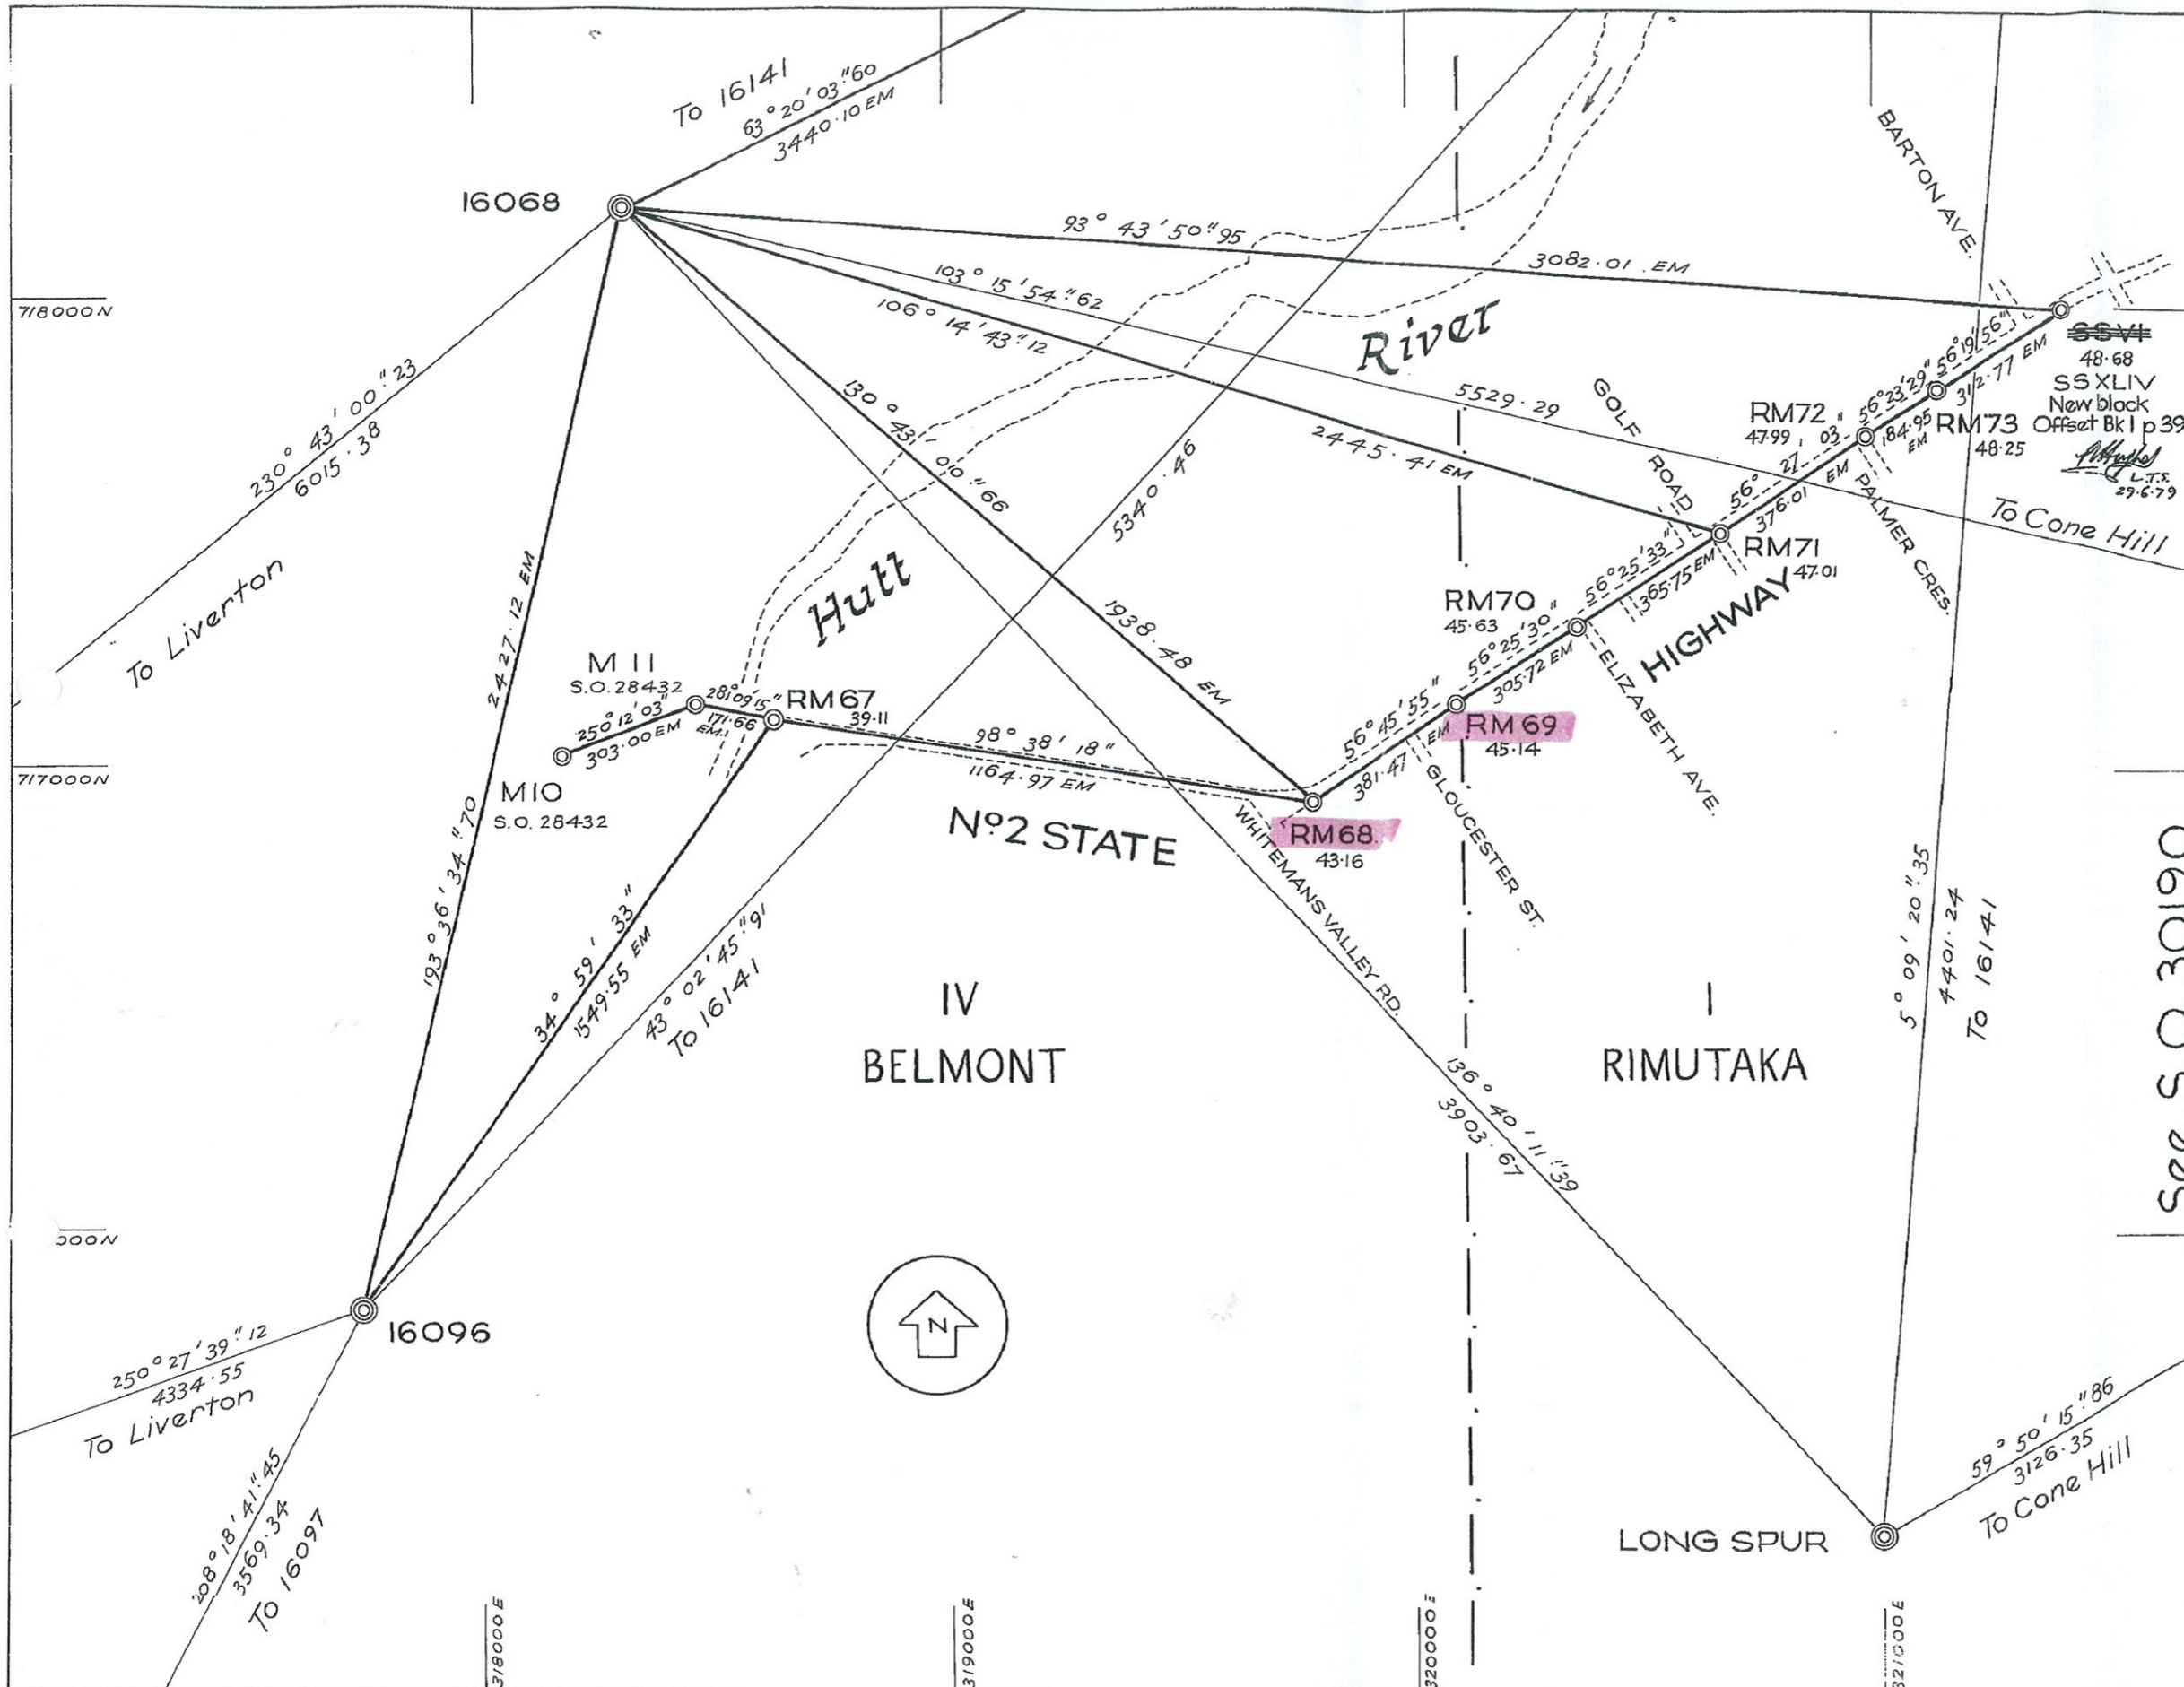 To 16141
63° 20' 03."60
3440.10 EM
16068
93° 43' 50."95
3082.01 EM
103° 15' 54."62
5529.29
To Cone Hill
106° 14' 43."12
2445.41 EM
130° 43' 00."66
1938.48 EM
BARTON AVE.
718000N
230° 43' 00."23
6015.38
To Liverton
River
Hutt
5340.46
GOLF ROAD
SSVI
48.68
SSXLIV
New block
Offset Bk 1 p 39
L.T.S.
29.6.79
56° 19' 56"
312.77 EM
56° 23' 29"
184.95 EM
RM73
48.25
RM72
47.99
56° 27' 03"
376.01 EM
PALMER CRES.
RM71
47.01
56° 25' 33"
365.75 EM
RM70
45.63
56° 25' 30"
305.72 EM
HIGHWAY
ELIZABETH AVE.
RM 69
45.14
56° 45' 55"
381.47 EM
GLOUCESTER ST.
RM68.
43.16
WHITEMANS VALLEY RD.
2427.12 EM
193° 36' 34."70
M 11
S.O. 28432
281° 09' 15"
171.66 EM.
RM 67
39.11
250° 12' 03"
303.00 EM
M10
S.O. 28432
98° 38' 18"
1164.97 EM
Nº2 STATE
717000N
34° 59' 33"
1549.55 EM
43° 02' 45."91
To 16141
IV
BELMONT
I
RIMUTAKA
5° 09' 20."35
4401.24
To 16141
See S O 30190
136° 40' 11."39
3903.67
000N
N
16096
250° 27' 39."12
4334.55
To Liverton
208° 18' 41."45
3569.34
To 16097
LONG SPUR
59° 50' 15."86
3126.35
To Cone Hill
318000E
319000E
320000E
321000E